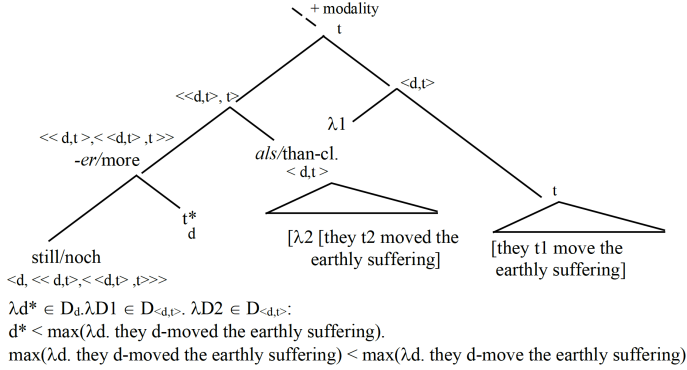 + modality
t
<<d,t>, t>
<d,t>
<< d,t >,< <d,t> ,t >>
-er/more
λ1
als/than-cl.
< d,t >
t
t*
d
still/noch
[λ2 [they t2 moved the
earthly suffering]
[they t1 move the
earthly suffering]
<d, << d,t>,< <d,t> ,t>>>
λd* ∈ Dd.λD1 ∈ D<d,t>. λD2 ∈ D<d,t>:
d* < max(λd. they d-moved the earthly suffering).
max(λd. they d-moved the earthly suffering) < max(λd. they d-move the earthly suffering)